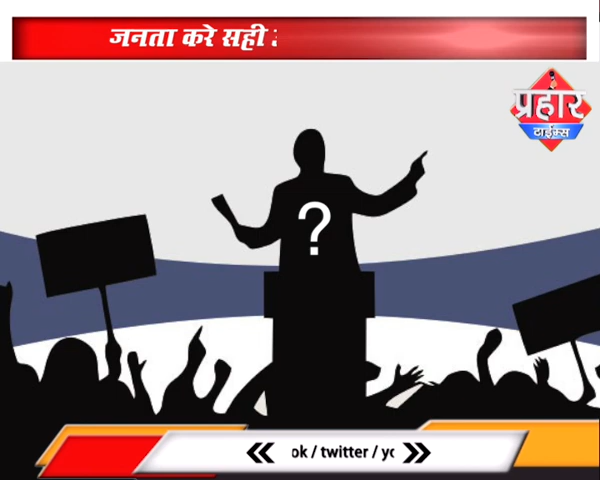 जनता करे सही
प्रहार
टाईम्स
?
ok / twitter / yo